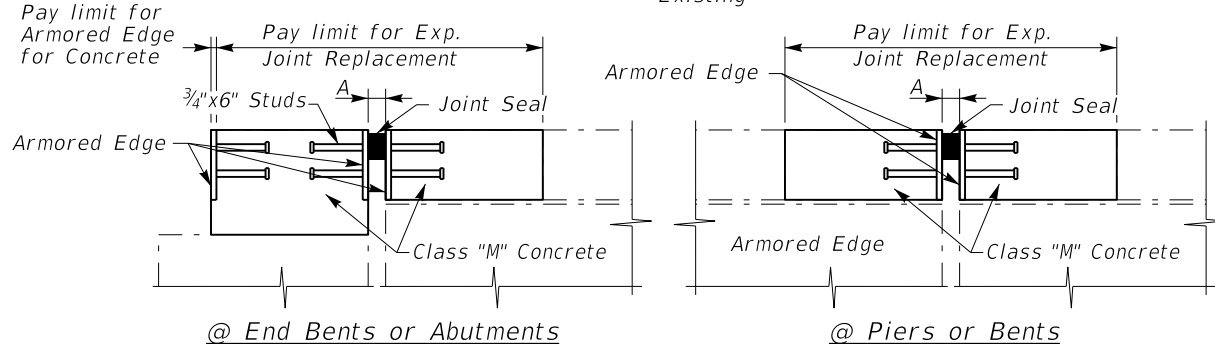 Existing
Pay limit for
Armored Edge
for Concrete
Pay limit for Exp.
Joint Replacement
A
¾"x6" Studs
Joint Seal
Armored Edge
Class "M" Concrete
@ End Bents or Abutments
Pay limit for Exp.
Joint Replacement
Armored Edge
A
Joint Seal
Armored Edge
Class "M" Concrete
@ Piers or Bents